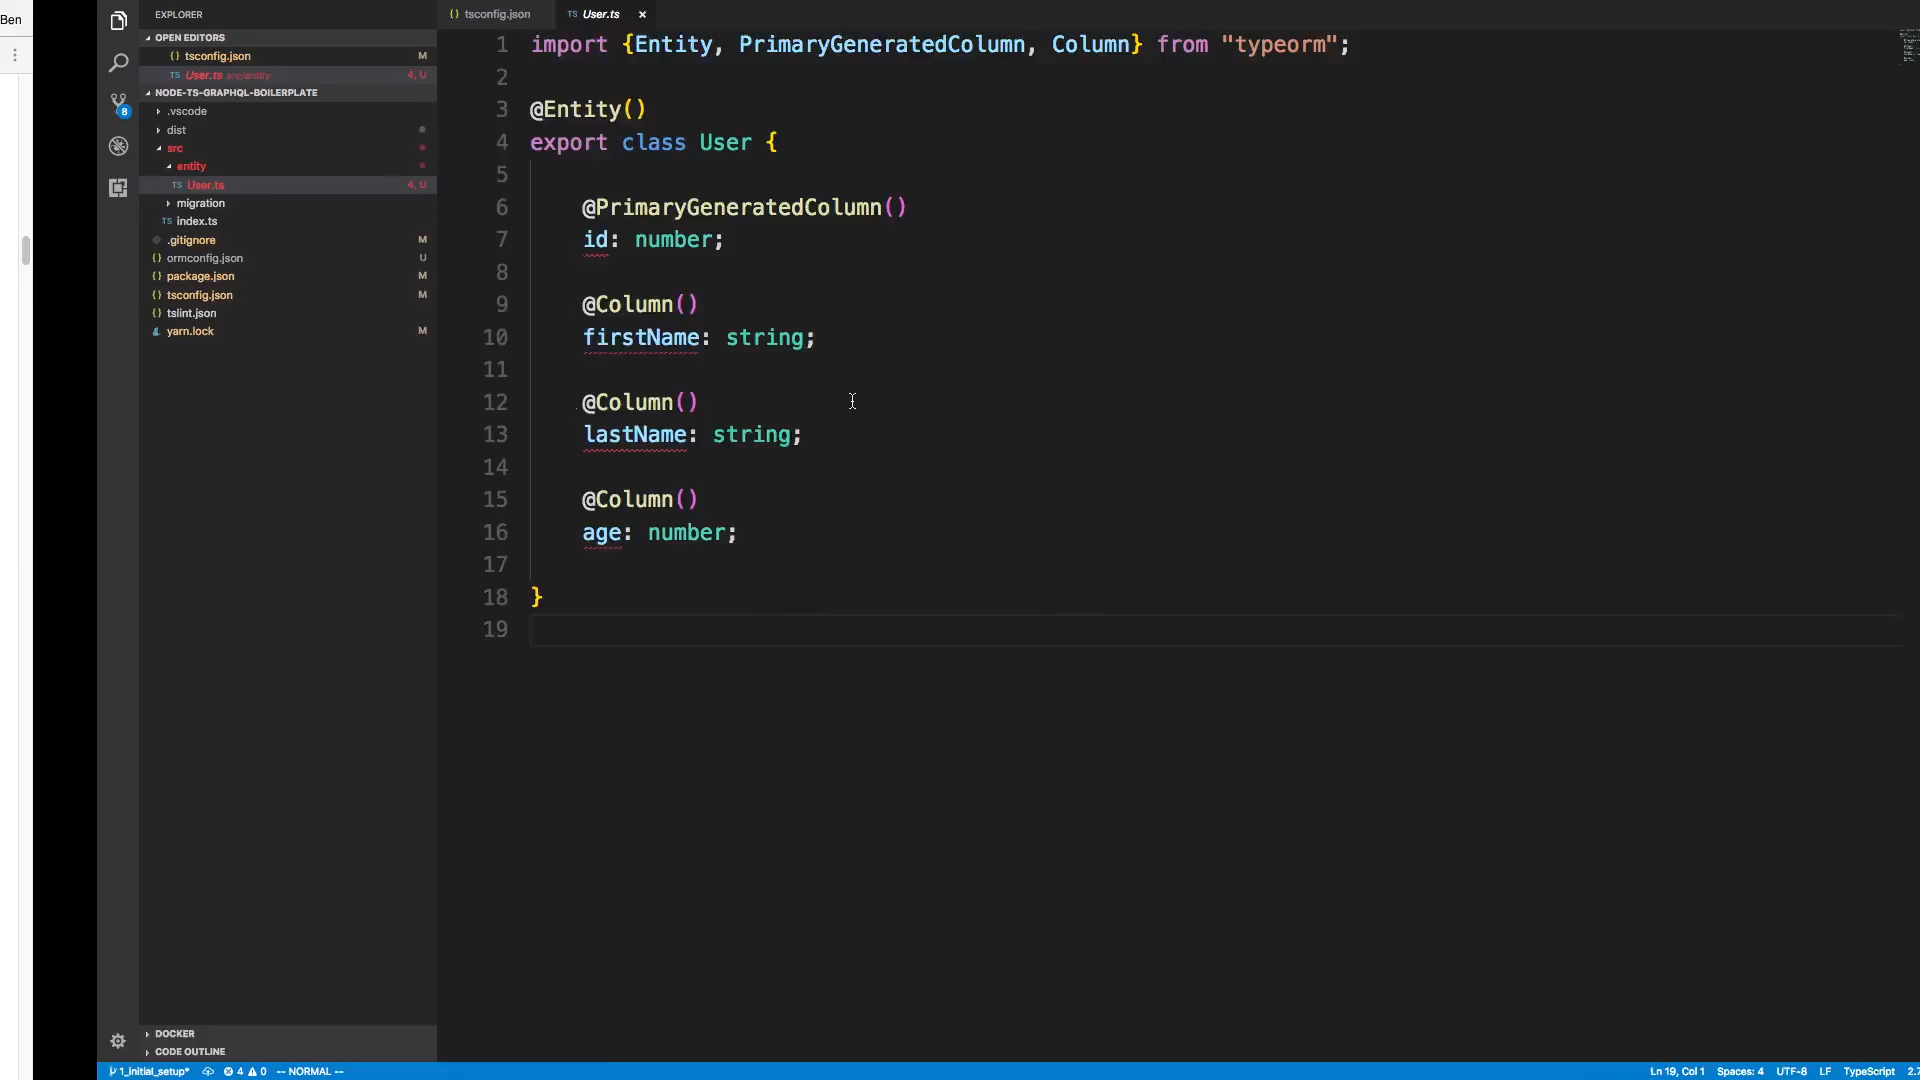 Ben
EXPLORER
OPEN EDITORS
tsconfig.json M
User.ts src/entity 4, U
NODE-TS-GRAPHQL-BOILERPLATE
.vscode
dist
src
entity
User.ts 4, U
migration
index.ts
.gitignore M
ormconfig.json U
package.json M
tsconfig.json M
tslint.json
yarn.lock M
8
DOCKER
CODE OUTLINE
tsconfig.json
User.ts
1 import {Entity, PrimaryGeneratedColumn, Column} from "typeorm";
2
3 @Entity()
4 export class User {
5
6 @PrimaryGeneratedColumn()
7 id: number;
8
9 @Column()
10 firstName: string;
11
12 @Column()
13 lastName: string;
14
15 @Column()
16 age: number;
17
18 }
19
1_initial_setup* 4 0 -- NORMAL -- Ln 19, Col 1 Spaces: 4 UTF-8 LF TypeScript